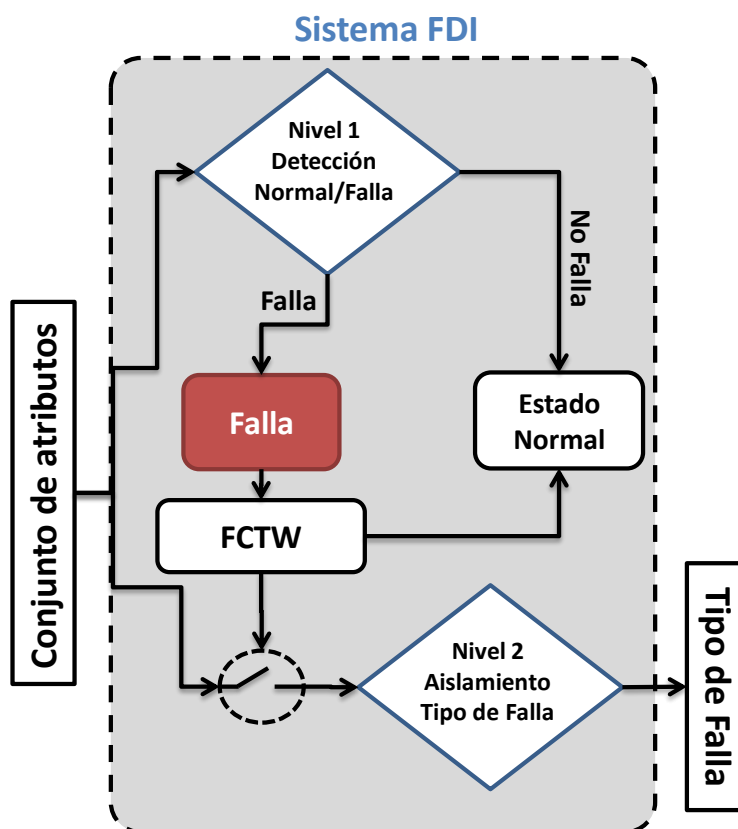 Sistema FDI
Nivel 1
Detección
Normal/Falla
No Falla
Falla
Conjunto de atributos
Falla
Estado
Normal
FCTW
Nivel 2
Aislamiento
Tipo de Falla
Tipo de Falla